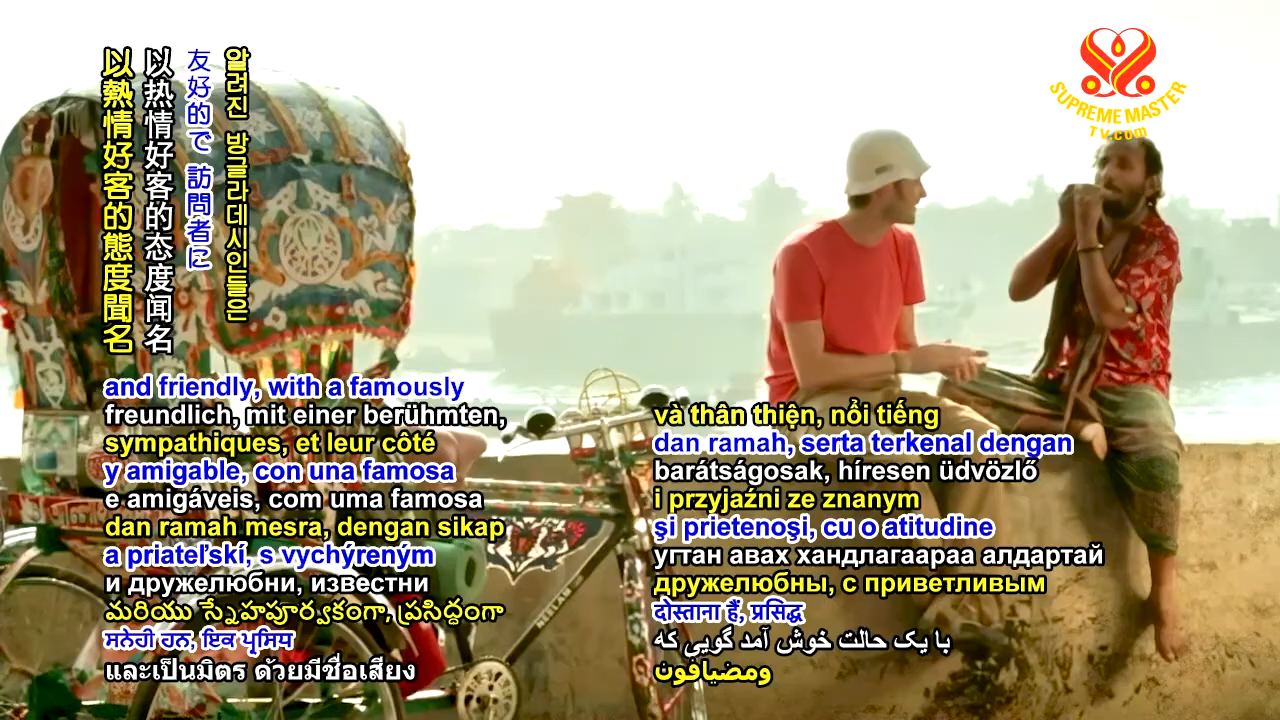 以熱情好客的態度聞名
以热情好客的态度闻名
友好的で 訪問者に
알려진 방글라데시인들은
SUPREME MASTER
TV.com
and friendly, with a famously
freundlich, mit einer berühmten,
sympathiques, et leur côté
y amigable, con una famosa
e amigáveis, com uma famosa
dan ramah mesra, dengan sikap
a priateľskí, s vychýreným
и дружелюбни, известни
మరియు స్నేహపూర్వకంగా, ప్రసిద్ధంగా
ਸਨੇਹੀ ਹਨ, ਇਕ ਪ੍ਰਸਿਧ
และเป็นมิตร ด้วยมีชื่อเสียง
và thân thiện, nổi tiếng
dan ramah, serta terkenal dengan
barátságosak, híresen üdvözlő
i przyjaźni ze znanym
şi prietenoşi, cu o atitudine
угтан авах хандлагаараа алдартай
дружелюбны, с приветливым
दोस्ताना हैं, प्रसिद्ध
با یک حالت خوش آمد گویی که
ومضيافون
NEELAM